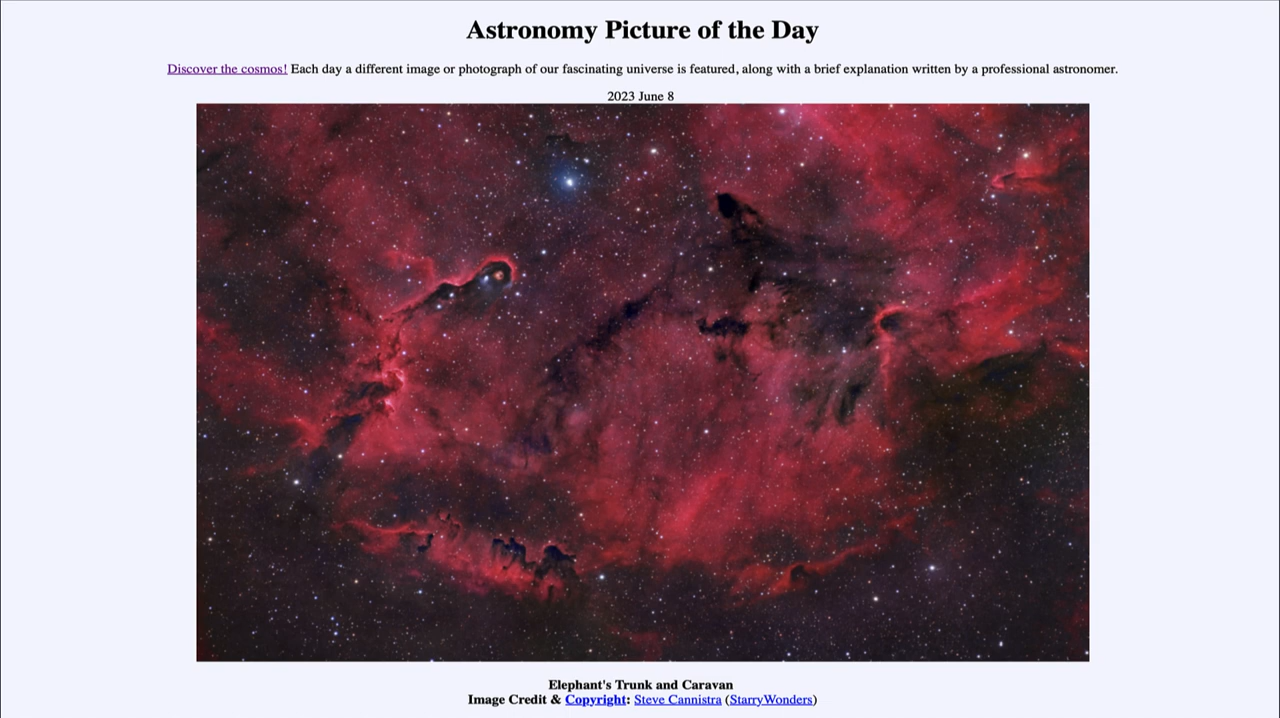 Astronomy Picture of the Day
Discover the cosmos! Each day a different image or photograph of our fascinating universe is featured, along with a brief explanation written by a professional astronomer.
2023 June 8
Elephant's Trunk and Caravan
Image Credit & Copyright: Steve Cannistra (StarryWonders)